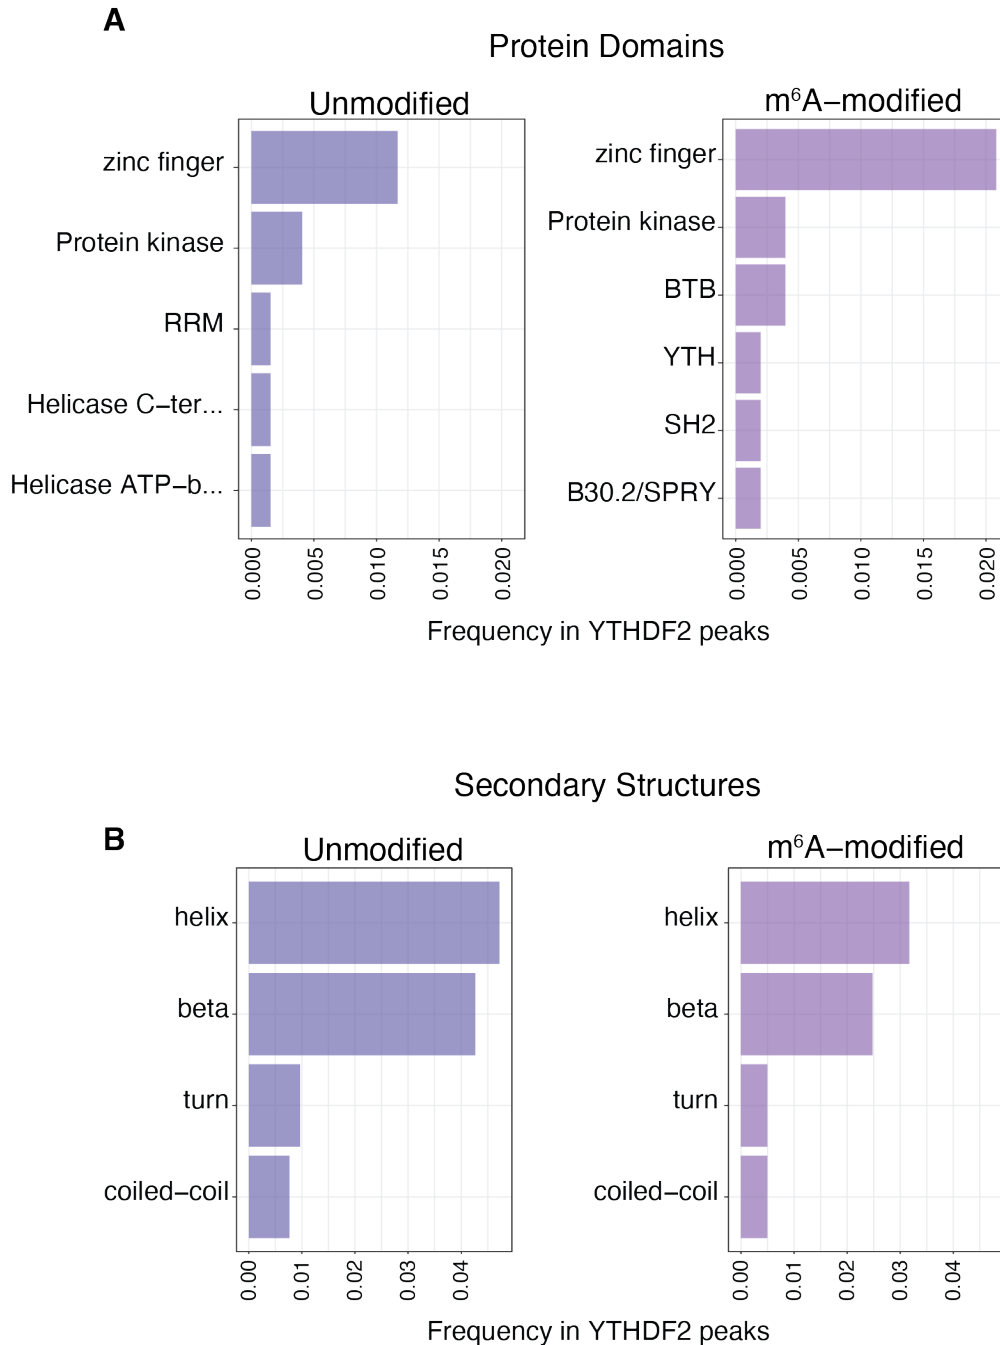 A
Protein Domains
Unmodified
m⁶A−modified
zinc finger
Protein kinase
RRM
Helicase C−ter...
Helicase ATP−b...
0.000
0.005
0.010
0.015
0.020
zinc finger
Protein kinase
BTB
YTH
SH2
B30.2/SPRY
0.000
0.005
0.010
0.015
0.020
Frequency in YTHDF2 peaks
Secondary Structures
B
Unmodified
m⁶A−modified
helix
beta
turn
coiled−coil
0.00
0.01
0.02
0.03
0.04
helix
beta
turn
coiled−coil
0.00
0.01
0.02
0.03
0.04
Frequency in YTHDF2 peaks